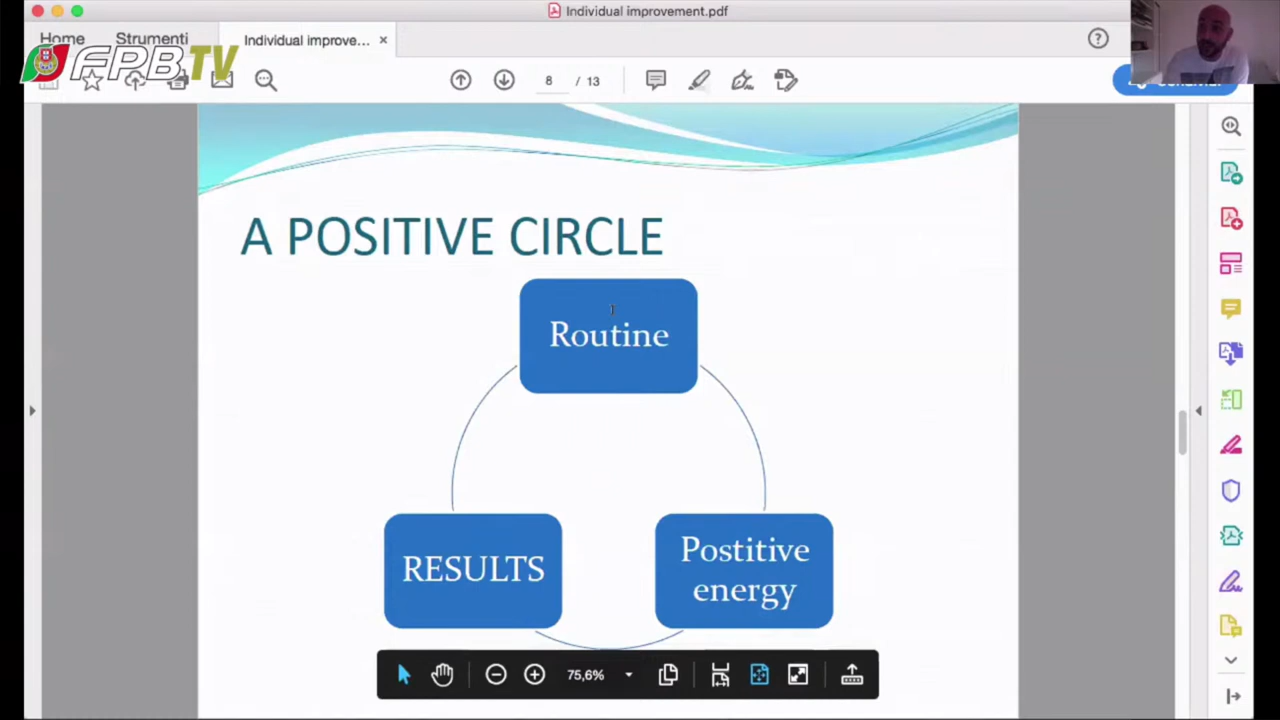 Individual improvement.pdf
Home
Strumenti
Individual improve...
FPBTV
8 / 13
A POSITIVE CIRCLE
Routine
RESULTS
Postitive
energy
75,6%